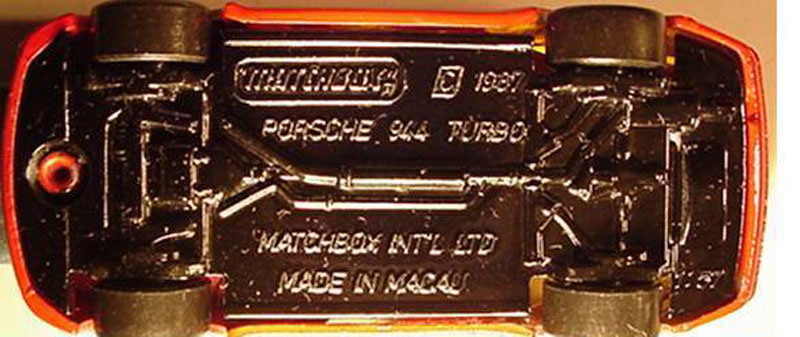 MATCHBOX © 1987
PORSCHE 944 TURBO
MATCHBOX INT'L LTD
MADE IN MACAU